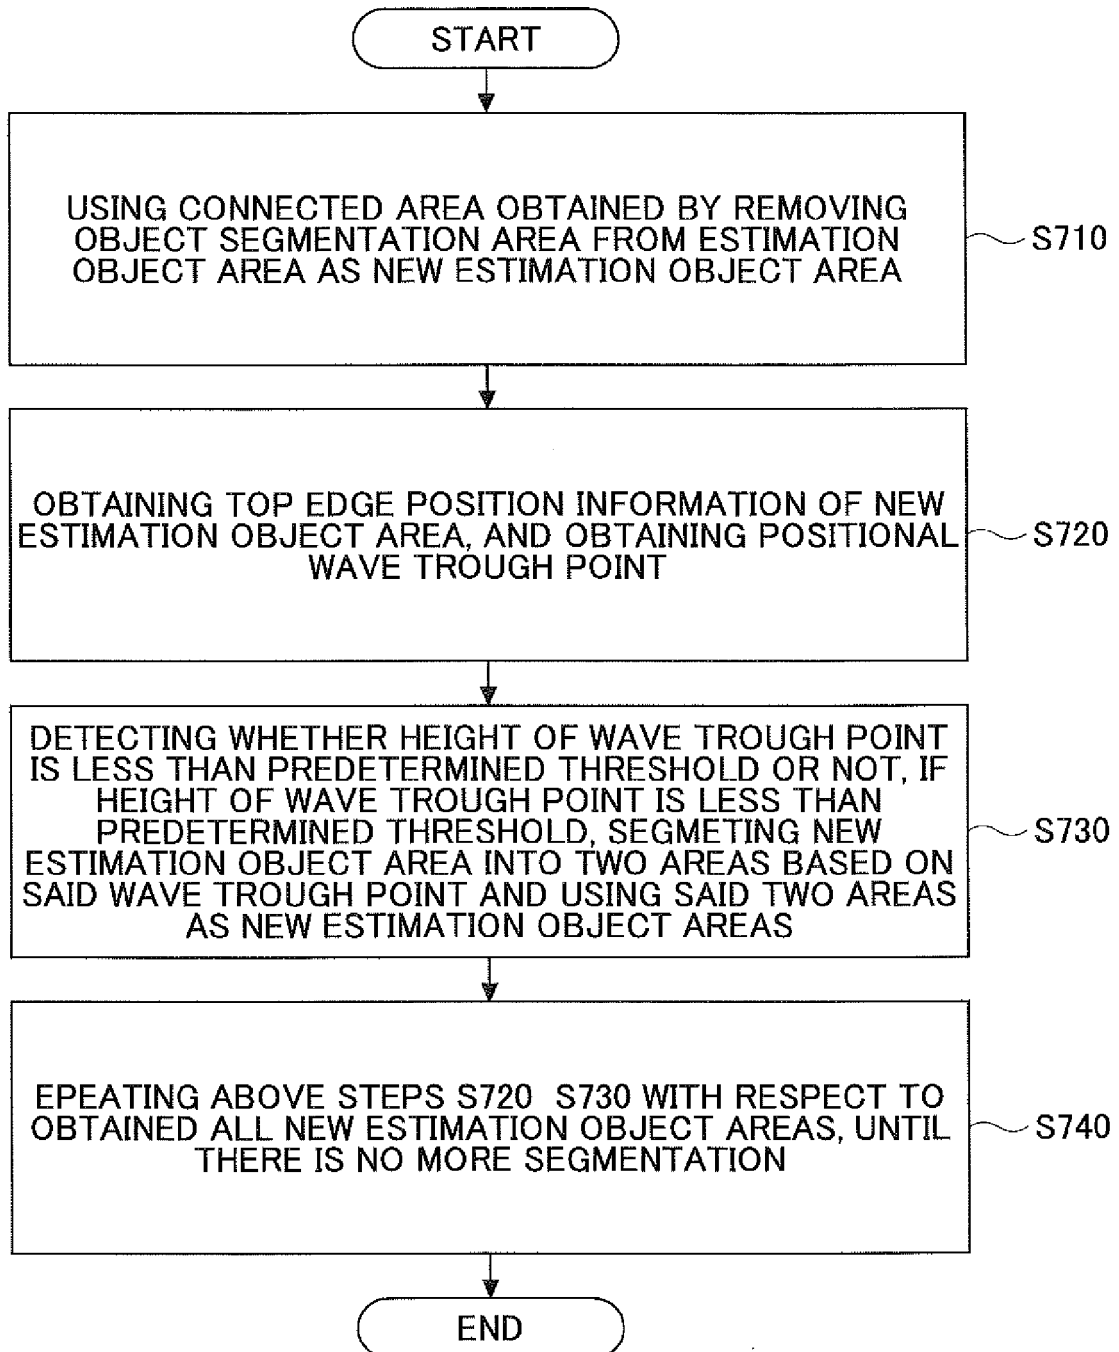 START
USING CONNECTED AREA OBTAINED BY REMOVING
OBJECT SEGMENTATION AREA FROM ESTIMATION
OBJECT AREA AS NEW ESTIMATION OBJECT AREA
S710
OBTAINING TOP EDGE POSITION INFORMATION OF NEW
ESTIMATION OBJECT AREA, AND OBTAINING POSITIONAL
WAVE TROUGH POINT
S720
DETECTING WHETHER HEIGHT OF WAVE TROUGH POINT
IS LESS THAN PREDETERMINED THRESHOLD OR NOT, IF
HEIGHT OF WAVE TROUGH POINT IS LESS THAN
PREDETERMINED THRESHOLD, SEGMETING NEW
ESTIMATION OBJECT AREA INTO TWO AREAS BASED ON
SAID WAVE TROUGH POINT AND USING SAID TWO AREAS
AS NEW ESTIMATION OBJECT AREAS
S730
EPEATING ABOVE STEPS S720 S730 WITH RESPECT TO
OBTAINED ALL NEW ESTIMATION OBJECT AREAS, UNTIL
THERE IS NO MORE SEGMENTATION
S740
END